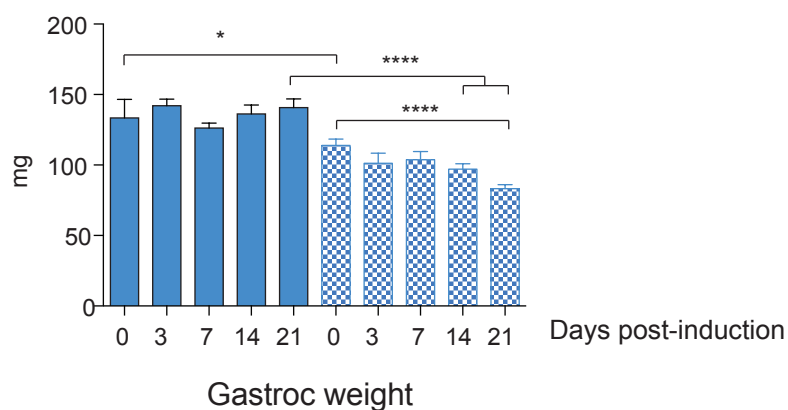 200
*
****
150
****
100
mg
50
0
0 3 7 14 21 0 3 7 14 21 Days post-induction
Gastroc weight